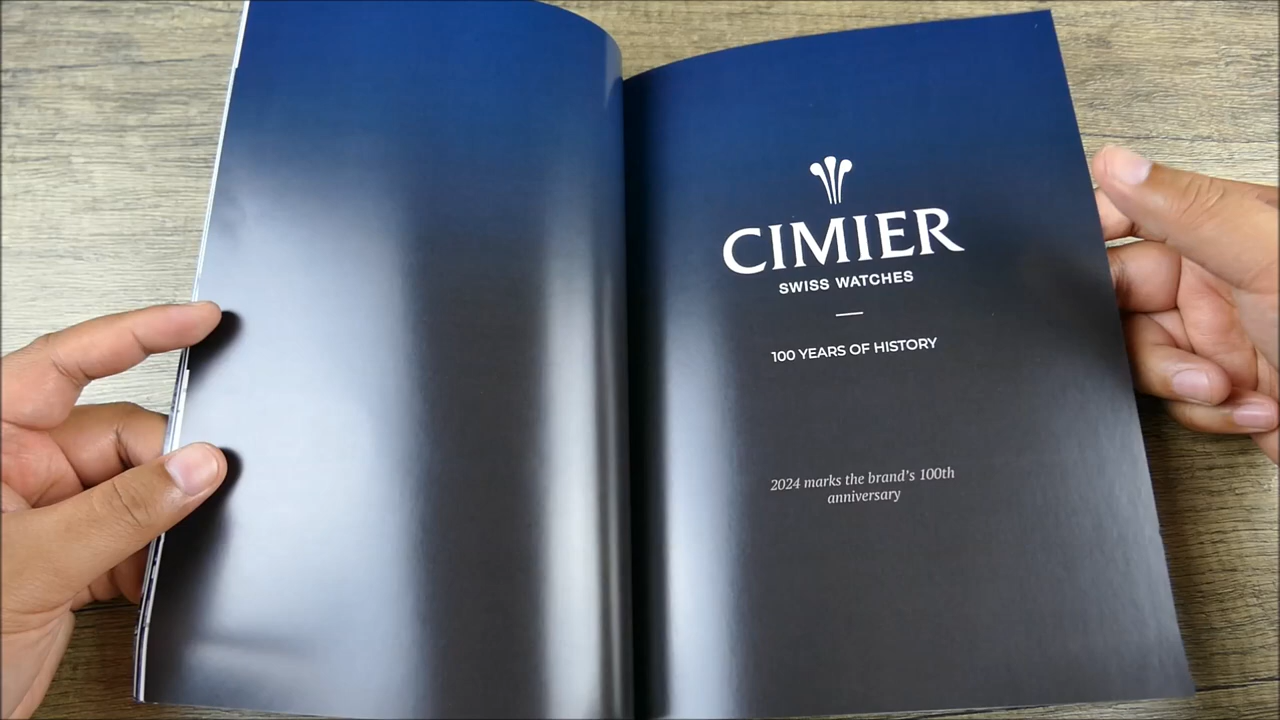 CIMIER
SWISS WATCHES
100 YEARS OF HISTORY
2024 marks the brand’s 100th
anniversary